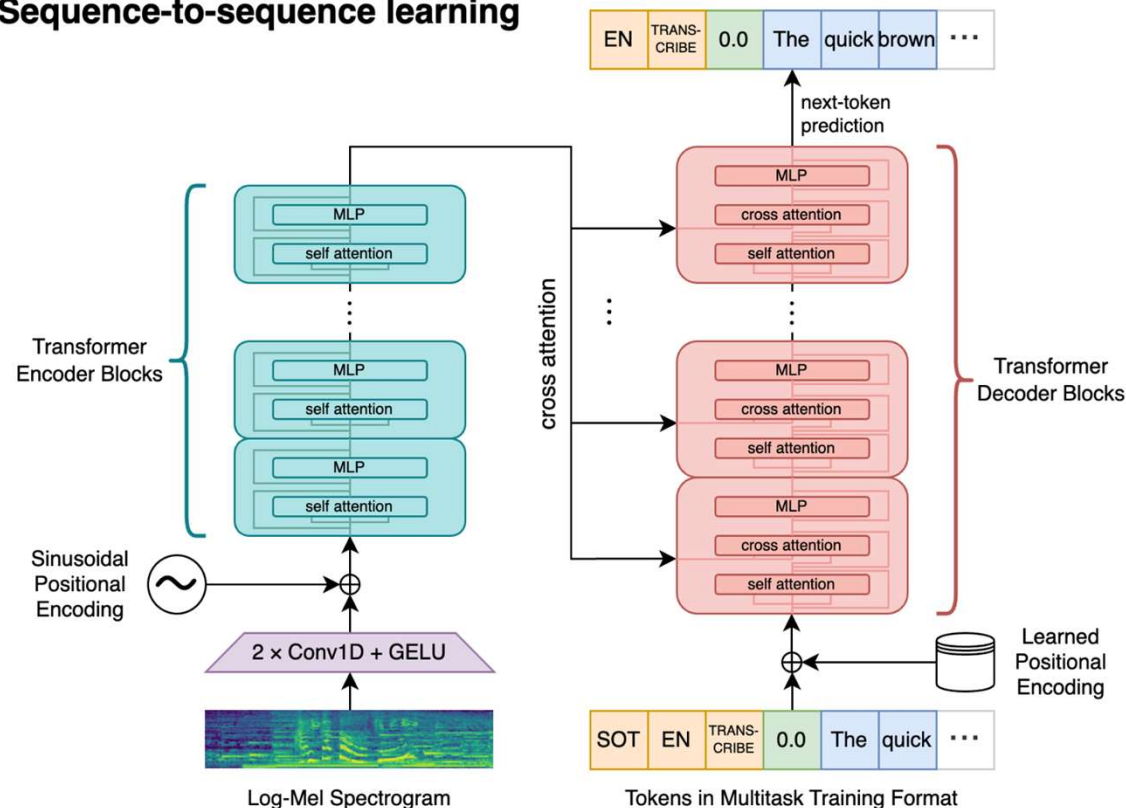 Sequence-to-sequence learning
EN
TRANS-
CRIBE
0.0
The
quick
brown
...
next-token
prediction
MLP
self attention
MLP
cross attention
self attention
Transformer
Encoder Blocks
MLP
self attention
MLP
self attention
cross attention
MLP
cross attention
self attention
MLP
cross attention
self attention
Transformer
Decoder Blocks
Sinusoidal
Positional
Encoding
2 × Conv1D + GELU
Learned
Positional
Encoding
SOT
EN
TRANS-
CRIBE
0.0
The
quick
...
Log-Mel Spectrogram
Tokens in Multitask Training Format